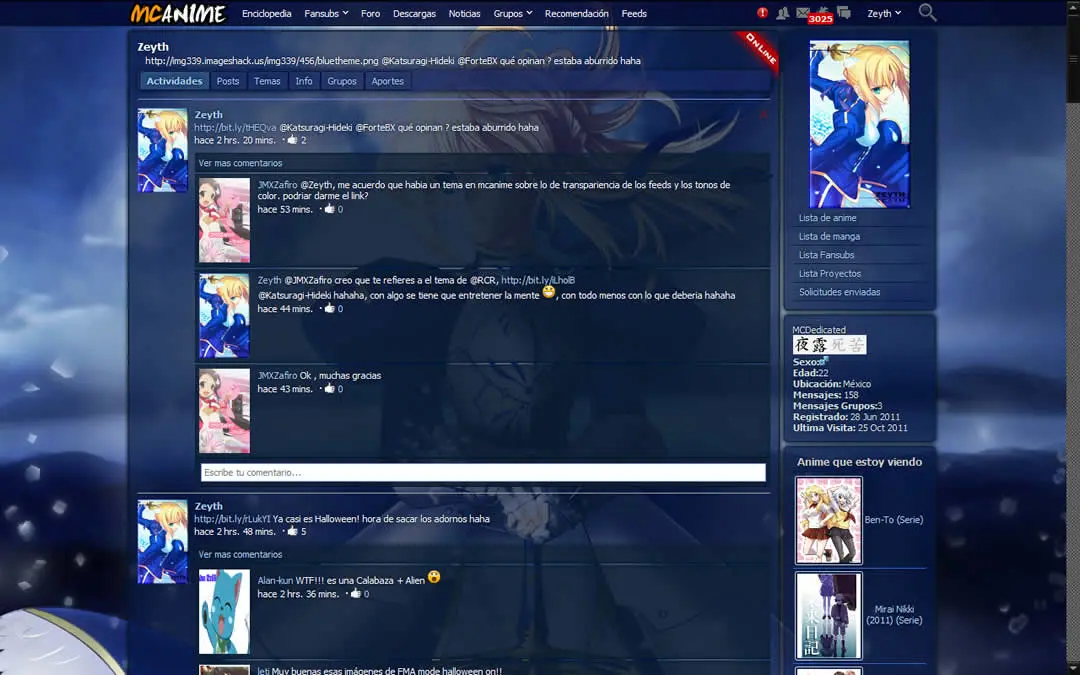 MCANIME Enciclopedia Fansubs Foro Descargas Noticias Grupos Recomendación Feeds 3025 Zeyth
Zeyth
http://img339.imageshack.us/img339/456/bluetheme.png @Katsuragi-Hideki @ForteBX qué opinan ? estaba aburrido haha
ONLINE
Actividades Posts Temas Info Grupos Aportes
Zeyth
http://bit.ly/tHEQva @Katsuragi-Hideki @ForteBX qué opinan ? estaba aburrido haha
hace 2 hrs. 20 mins. · 2
Ver mas comentarios
JMXZafiro @Zeyth, me acuerdo que habia un tema en mcanime sobre lo de transpariencia de los feeds y los tonos de
color. podriar darme el link?
hace 53 mins. · 0
Zeyth @JMXZafiro creo que te refieres a el tema de @RCR, http://bit.ly/iLholB
@Katsuragi-Hideki hahaha, con algo se tiene que entretener la mente , con todo menos con lo que deberia hahaha
hace 44 mins. · 0
JMXZafiro Ok , muchas gracias
hace 43 mins. · 0
Escribe tu comentario...
Zeyth
http://bit.ly/rLukYI Ya casi es Halloween! hora de sacar los adornos haha
hace 2 hrs. 48 mins. · 5
Ver mas comentarios
Alan-kun WTF!!! es una Calabaza + Alien
hace 2 hrs. 36 mins. · 0
leti Muy buenas esas imágenes de FMA mode halloween on!!
ZEYTH
Lista de anime
Lista de manga
Lista Fansubs
Lista Proyectos
Solicitudes enviadas
MCDedicated
夜露死苦
Sexo:
Edad:22
Ubicación: México
Mensajes: 158
Mensajes Grupos:3
Registrado: 28 Jun 2011
Ultima Visita: 25 Oct 2011
Anime que estoy viendo
Ben-To (Serie)
Mirai Nikki
(2011) (Serie)